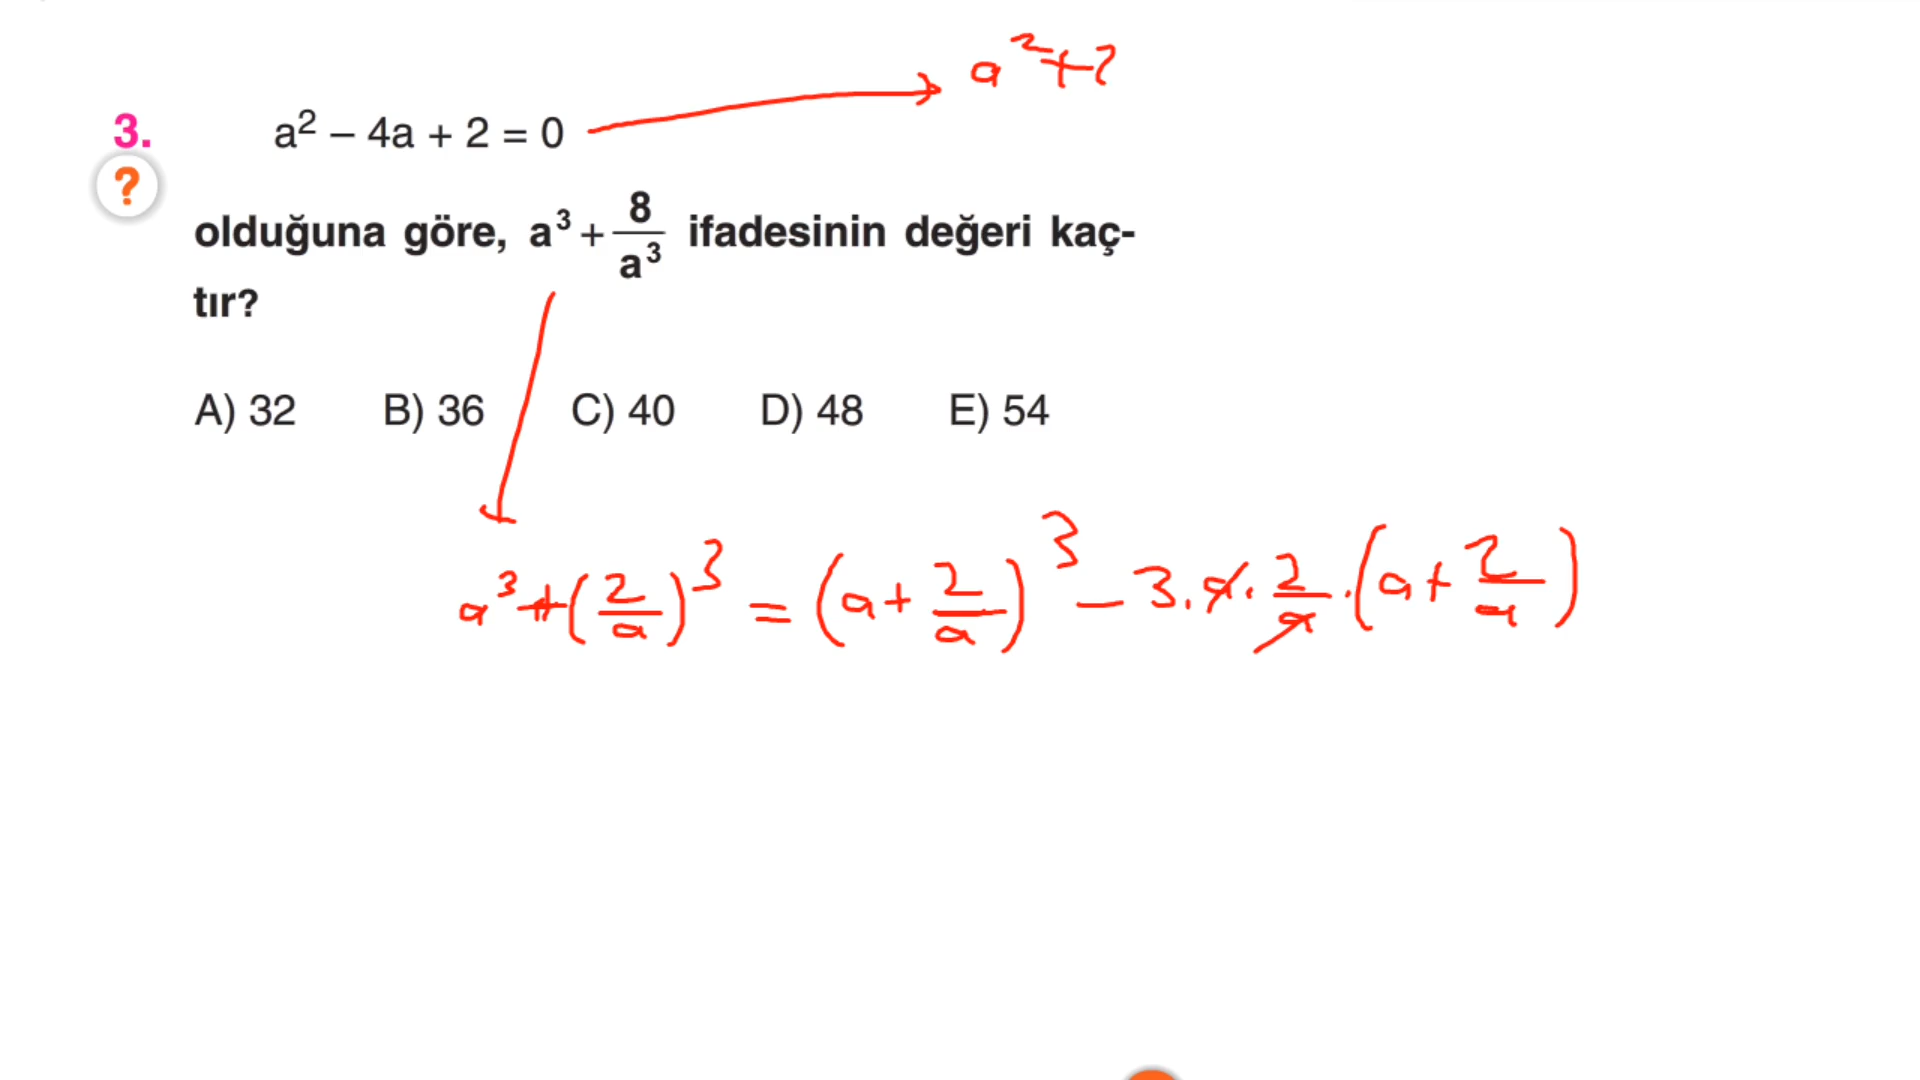 a² + 2
3. a² – 4a + 2 = 0
?
olduğuna göre, a³ + 8/a³ ifadesinin değeri kaç-
tır?
A) 32 B) 36 C) 40 D) 48 E) 54
a³ + (2/a)³ = (a + 2/a)³ – 3 . a . 2/a . (a + 2/a)